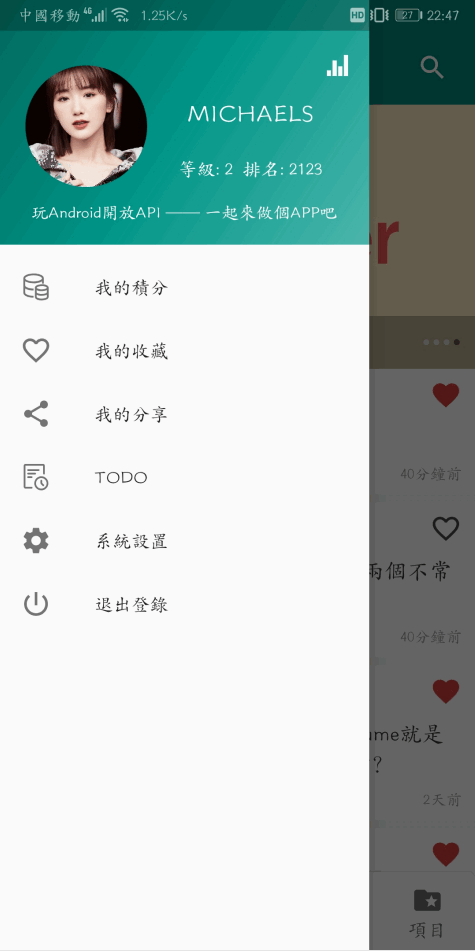 中國移動 4G 1.25K/s HD 27 22:47
MICHAELS
等級: 2 排名: 2123
玩Android開放API —— 一起來做個APP吧
er
我的積分
我的收藏
我的分享
40分鐘前
TODO
系統設置
兩個不常
退出登錄
40分鐘前
ume就是
?
2天前
項目